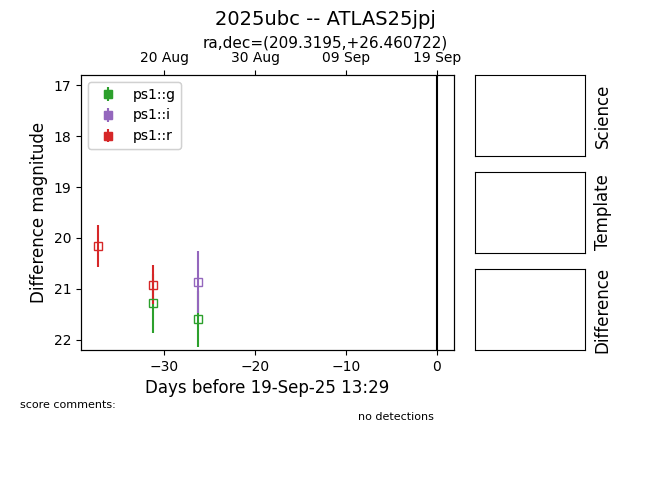 2025ubc -- ATLAS25jpj
ra,dec=(209.3195,+26.460722)
20 Aug 30 Aug 09 Sep 19 Sep
ps1::g
ps1::i
ps1::r
17
18
19
20
21
22
Difference magnitude
−30 −20 −10 0
Days before 19-Sep-25 13:29
Science
Template
Difference
score comments:
no detections